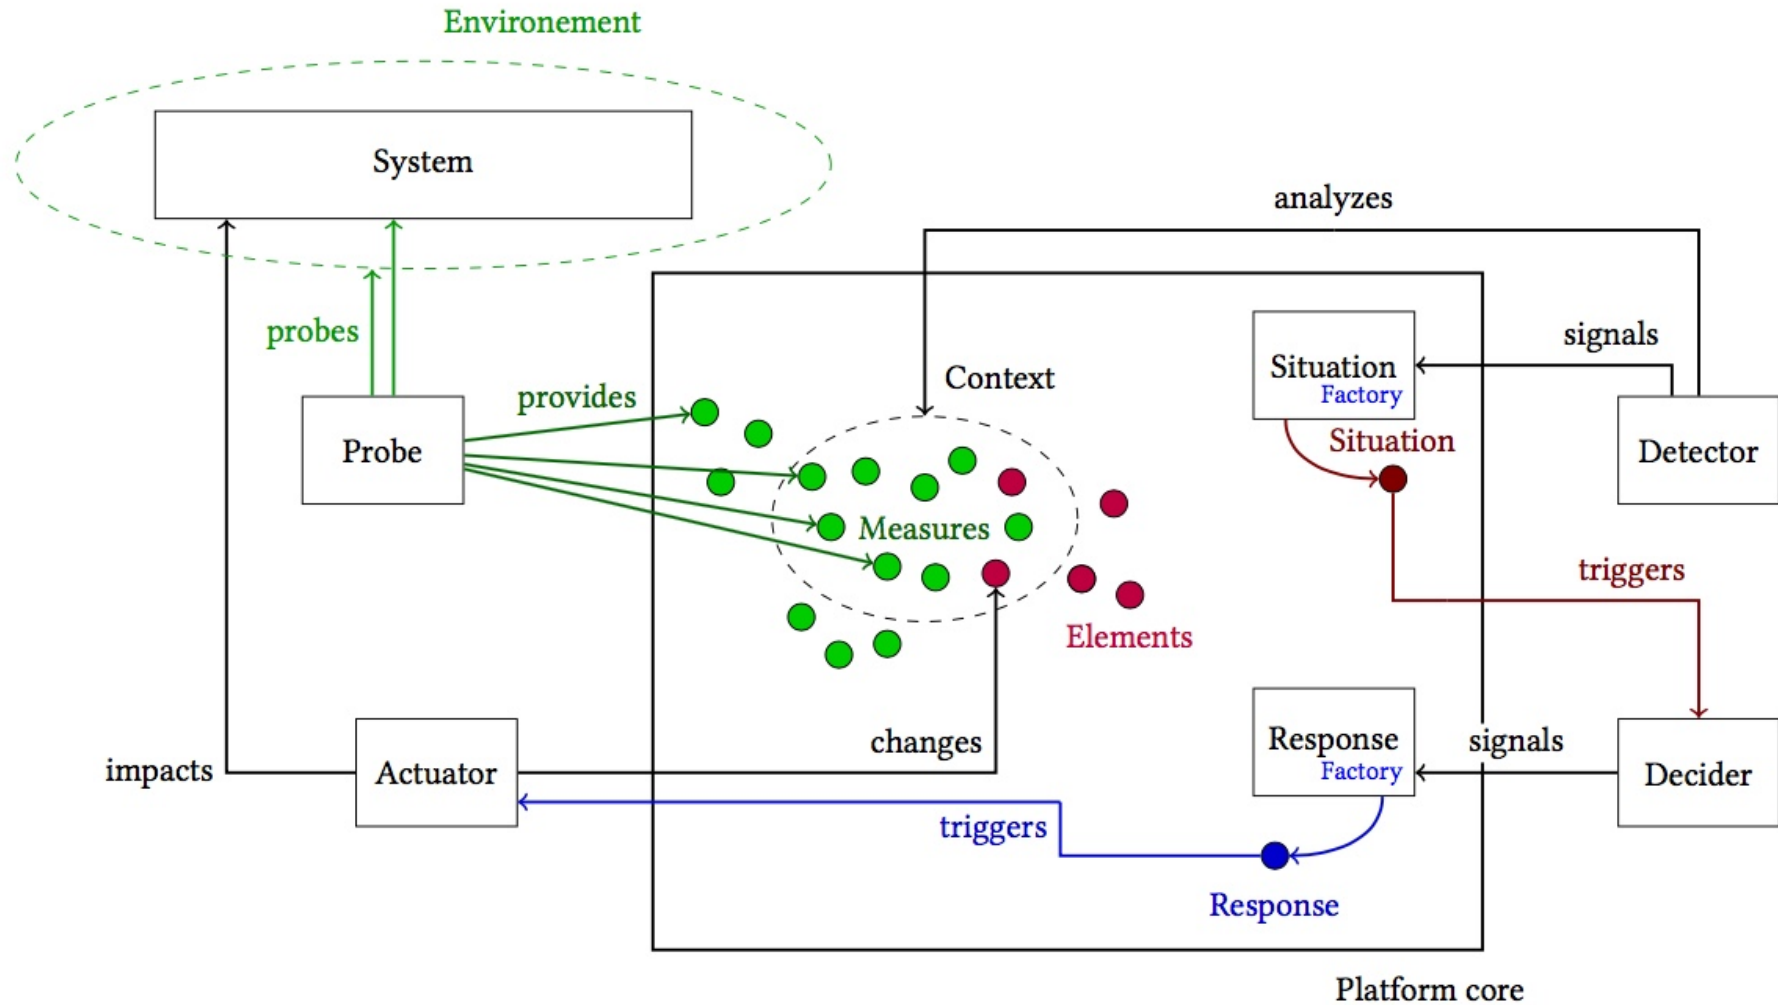 Environement
System
analyzes
probes
signals
Situation
Factory
Context
provides
Probe
Situation
Detector
Measures
triggers
Elements
changes
Response
Factory
signals
impacts
Actuator
Decider
triggers
Response
Platform core